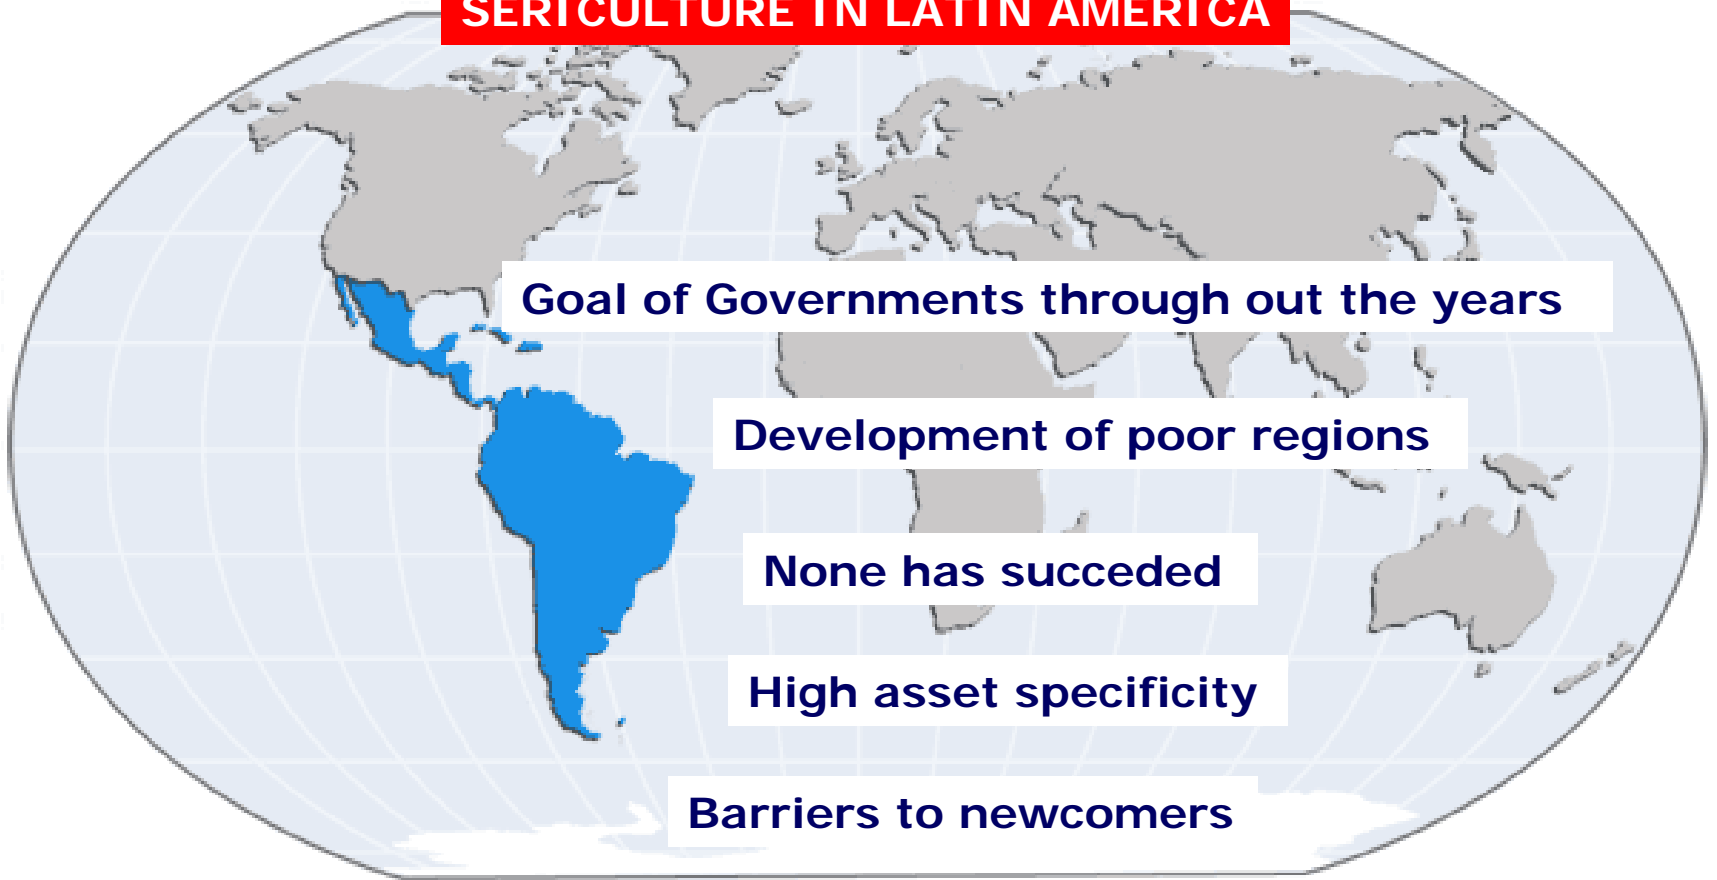 SERICULTURE IN LATIN AMERICA
Goal of Governments through out the years
Development of poor regions
None has succeded
High asset specificity
Barriers to newcomers